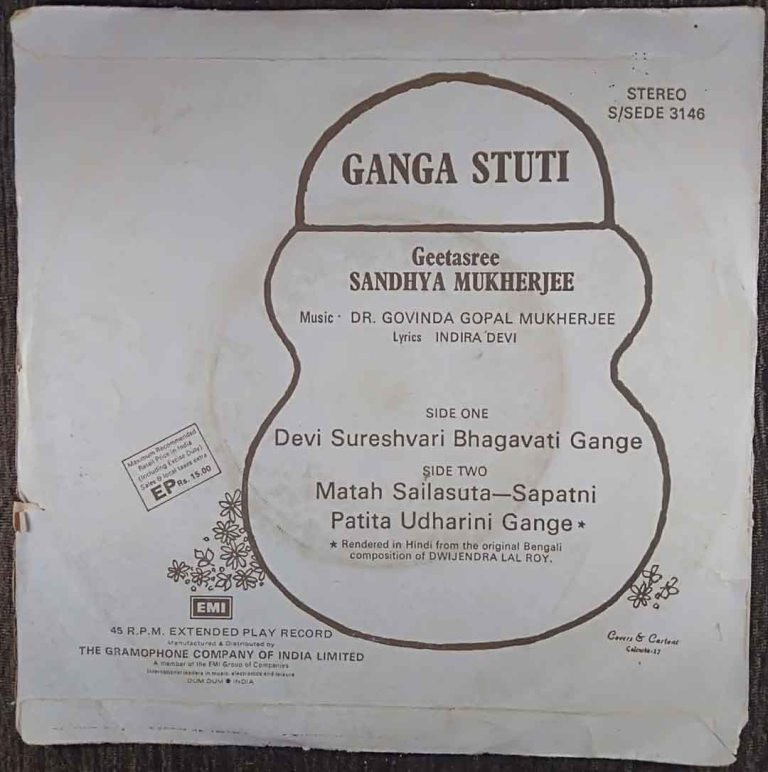 STEREO
S/SEDE 3146
GANGA STUTI
Geetasree
SANDHYA MUKHERJEE
Music · DR. GOVINDA GOPAL MUKHERJEE
Lyrics INDIRA DEVI
SIDE ONE
Devi Sureshvari Bhagavati Gange
SIDE TWO
Matah Sailasuta—Sapatni
Patita Udharini Gange*
* Rendered in Hindi from the original Bengali
composition of DWIJENDRA LAL ROY.
Maximum Recommended
Retail Price in India
(Including Excise Duty)
Sales & local taxes extra
EP Rs. 15.00
EMI
45 R.P.M. EXTENDED PLAY RECORD
Manufactured & Distributed by
THE GRAMOPHONE COMPANY OF INDIA LIMITED
A member of the EMI Group of Companies
International leaders in music, electronics and leisure
DUM DUM ● INDIA
Covers &
Calcutta-17